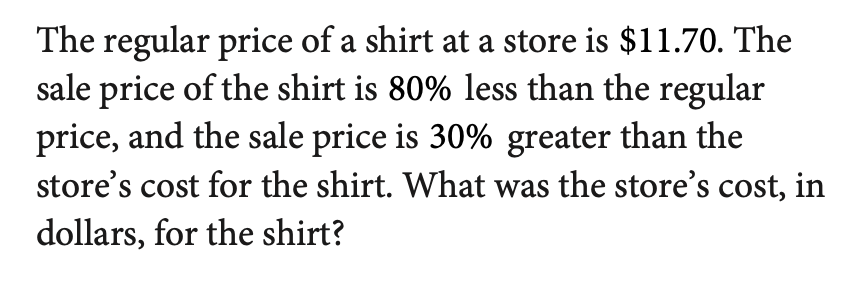 The regular price of a shirt at a store is $11.70. The
sale price of the shirt is 80% less than the regular
price, and the sale price is 30% greater than the
store’s cost for the shirt. What was the store’s cost, in
dollars, for the shirt?